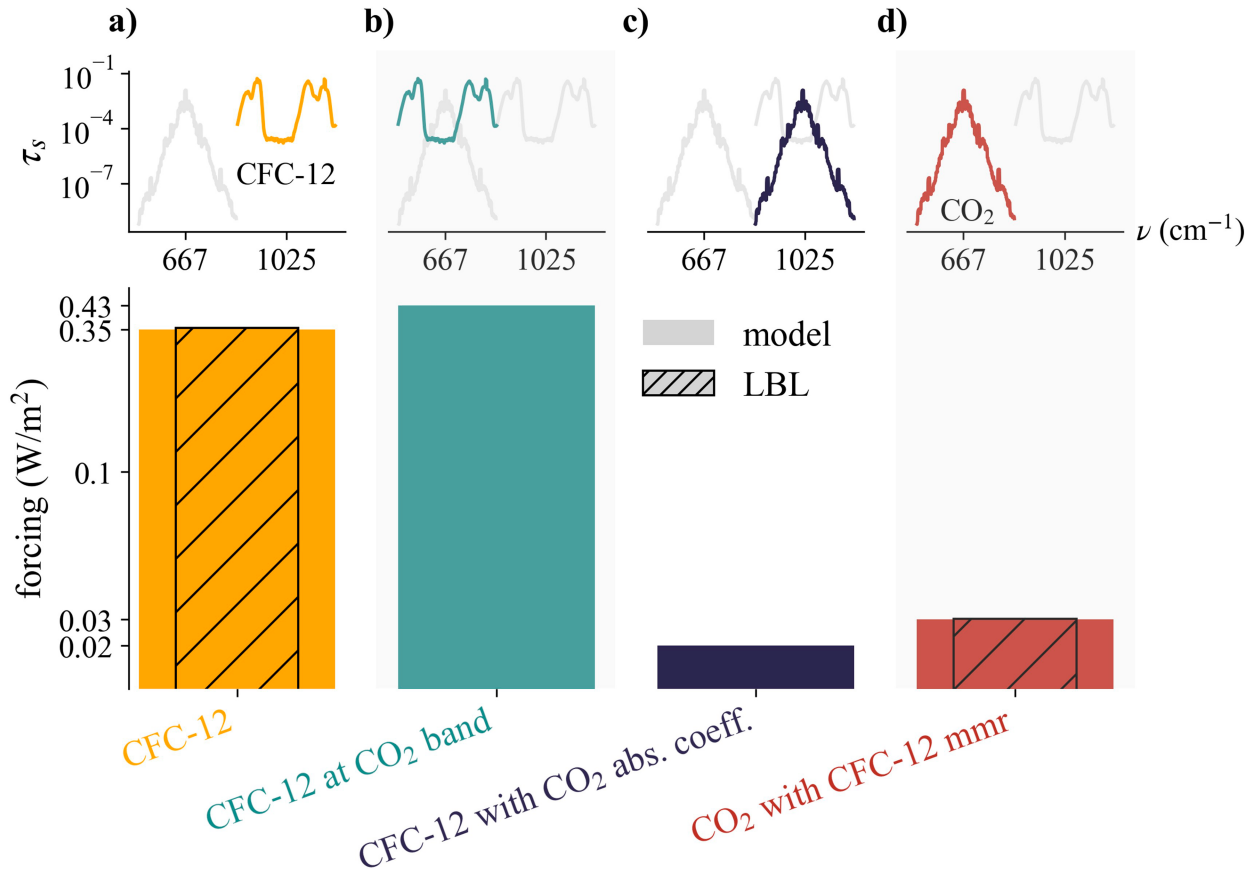 a) b) c) d)
10⁻¹
10⁻⁴
10⁻⁷
τₛ
CFC-12
CO₂
667 1025 667 1025 667 1025 667 1025 ν (cm⁻¹)
0.43
0.35
0.1
0.03
0.02
forcing (W/m²)
model
LBL
CFC-12
CFC-12 at CO₂ band
CFC-12 with CO₂ abs. coeff.
CO₂ with CFC-12 mmr